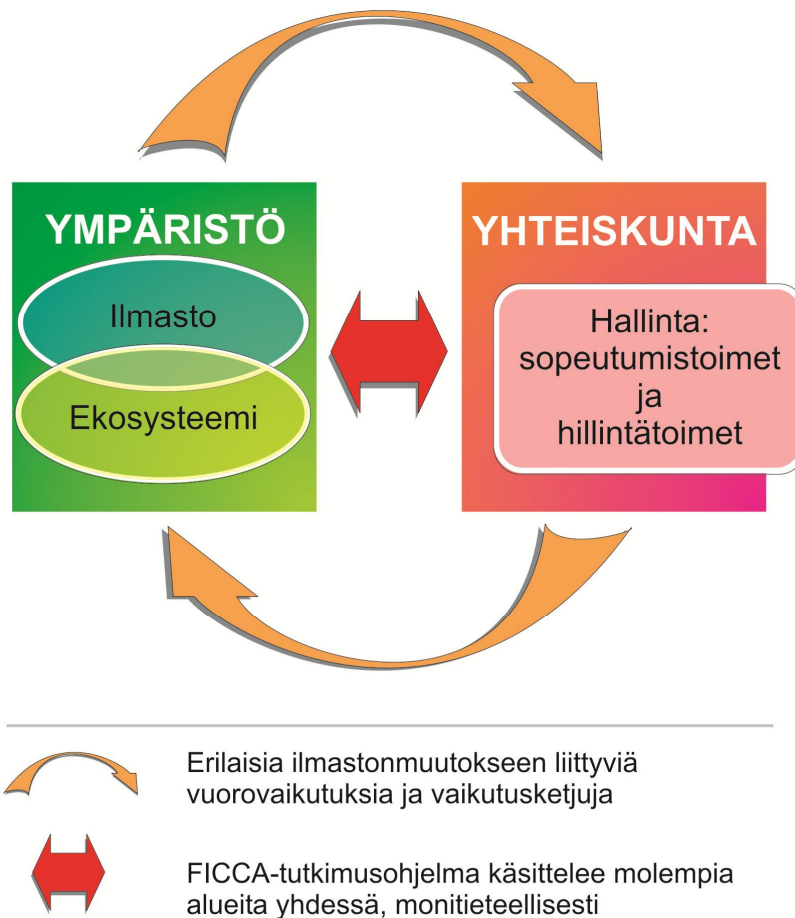 YMPÄRISTÖ
Ilmasto
Ekosysteemi
YHTEISKUNTA
Hallinta:
sopeutumistoimet
ja
hillintätoimet
Erilaisia ilmastonmuutokseen liittyviä
vuorovaikutuksia ja vaikutusketjuja
FICCA-tutkimusohjelma käsittelee molempia
alueita yhdessä, monitieteellisesti